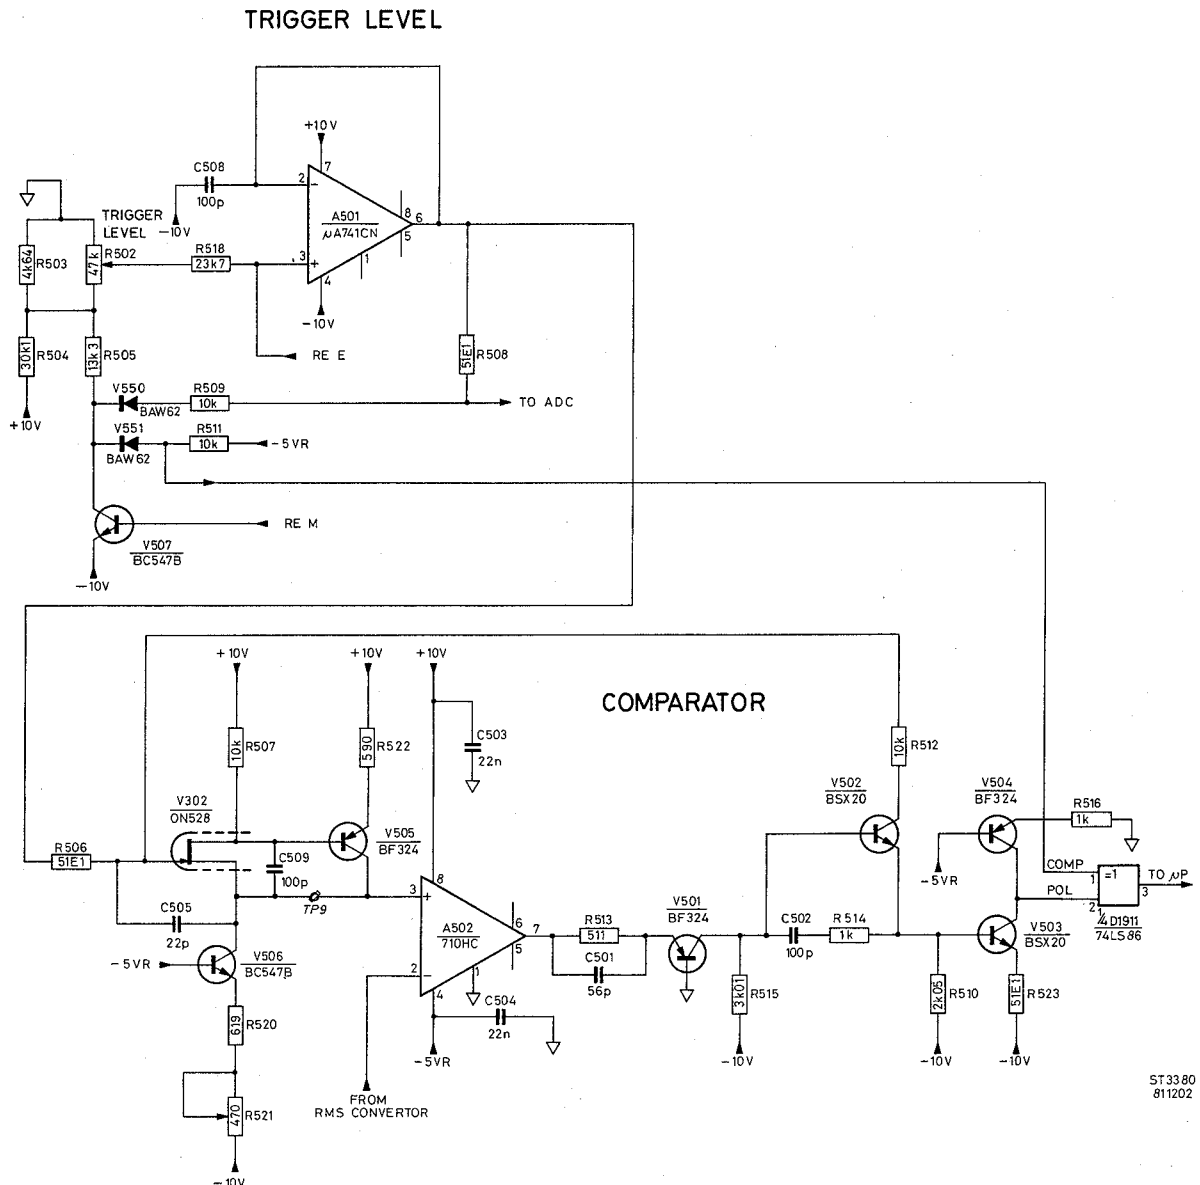 TRIGGER LEVEL
+10V
7
C508
100p
-10V
2
-
A501
μA741CN
8
6
5
TRIGGER
LEVEL
R503
4k64
R502
47k
R518
23k7
3
+
1
4
-10V
RE E
R504
30k1
R505
13k3
R508
51E1
+10V
V550
BAW62
R509
10k
TO ADC
V551
BAW62
R511
10k
-5VR
RE M
V507
BC547B
-10V
COMPARATOR
+10V
+10V
+10V
R507
10k
R522
590
C503
22n
R512
10k
V302
ON528
V505
BF324
V502
BSX20
V504
BF324
R516
1k
R506
51E1
C509
100p
-5VR
COMP
1
=1
TO μP
3
POL
2
1/4 D1911
74LS86
TP9
3
+
8
A502
710HC
6
7
5
C505
22p
R513
511
V501
BF324
C502
100p
R514
1k
V503
BSX20
-5VR
V506
BC547B
2
-
1
4
C501
56p
R515
3k01
R510
2k05
R523
51E1
R520
619
C504
22n
-5VR
-10V
-10V
-10V
R521
470
FROM
RMS CONVERTOR
-10V
ST3380
811202